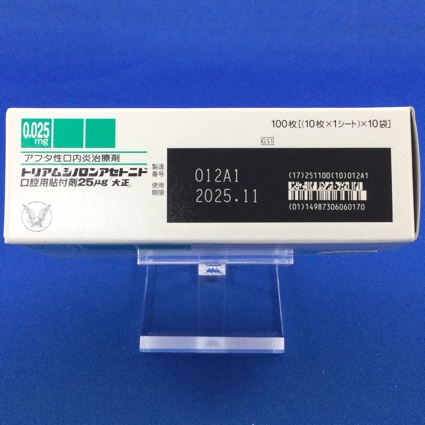 0.025
mg
アフタ性口内炎治療剤
トリアムシノロンアセトニド
口腔用貼付剤25μg「大正」
100枚[(10枚×1シート)×10袋]
GS1
製造
番号
012A1
使用
期限
2025.11
(17)251100(10)012A1
(01)14987306060170